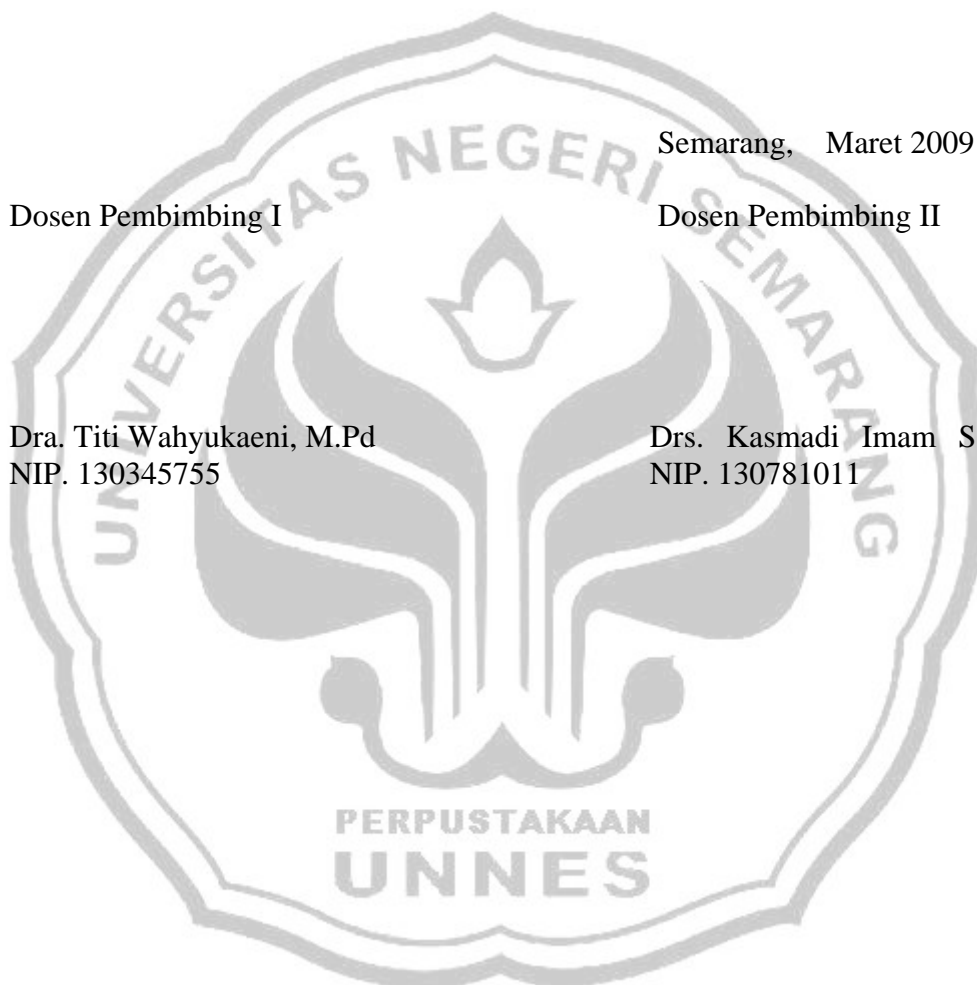 Semarang, Maret 2009
Dosen Pembimbing I Dosen Pembimbing II
Dra. Titi Wahyukaeni, M.Pd Drs. Kasmadi Imam S
NIP. 130345755 NIP. 130781011
UNIVERSITAS NEGERI SEMARANG
PERPUSTAKAAN
UNNES